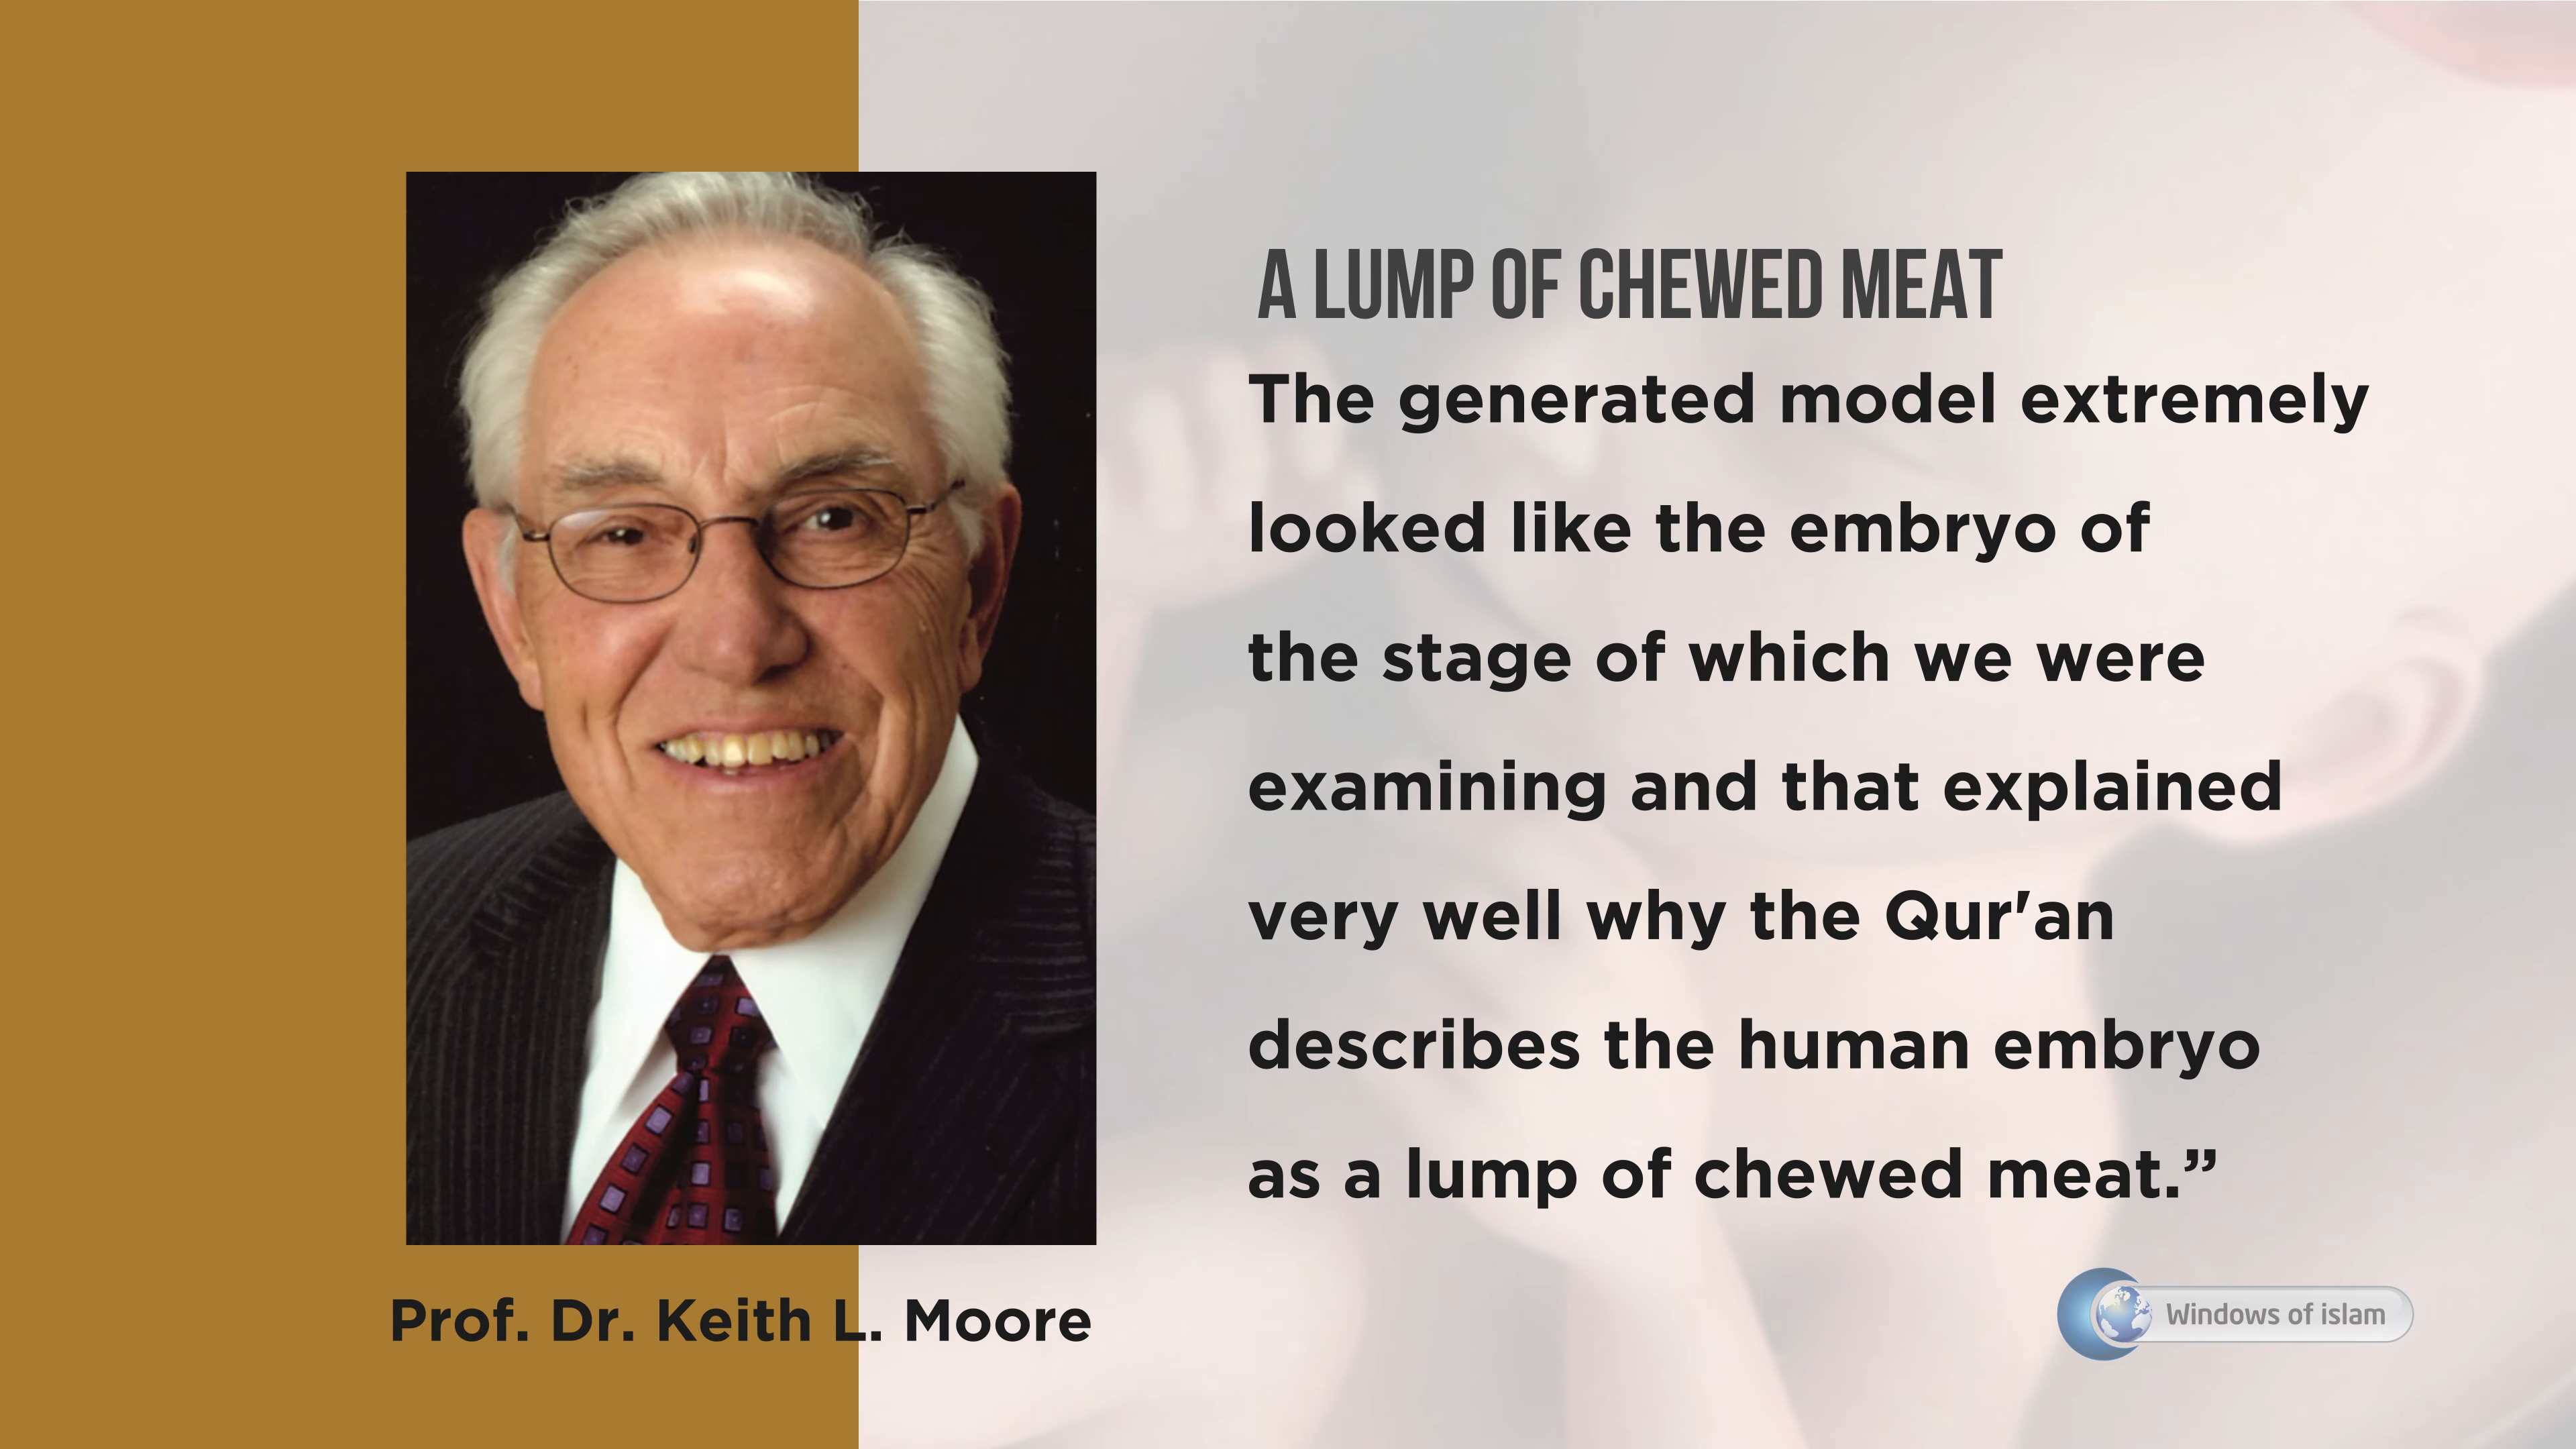 A LUMP OF CHEWED MEAT
The generated model extremely
looked like the embryo of
the stage of which we were
examining and that explained
very well why the Qur'an
describes the human embryo
as a lump of chewed meat.”
Prof. Dr. Keith L. Moore
Windows of islam